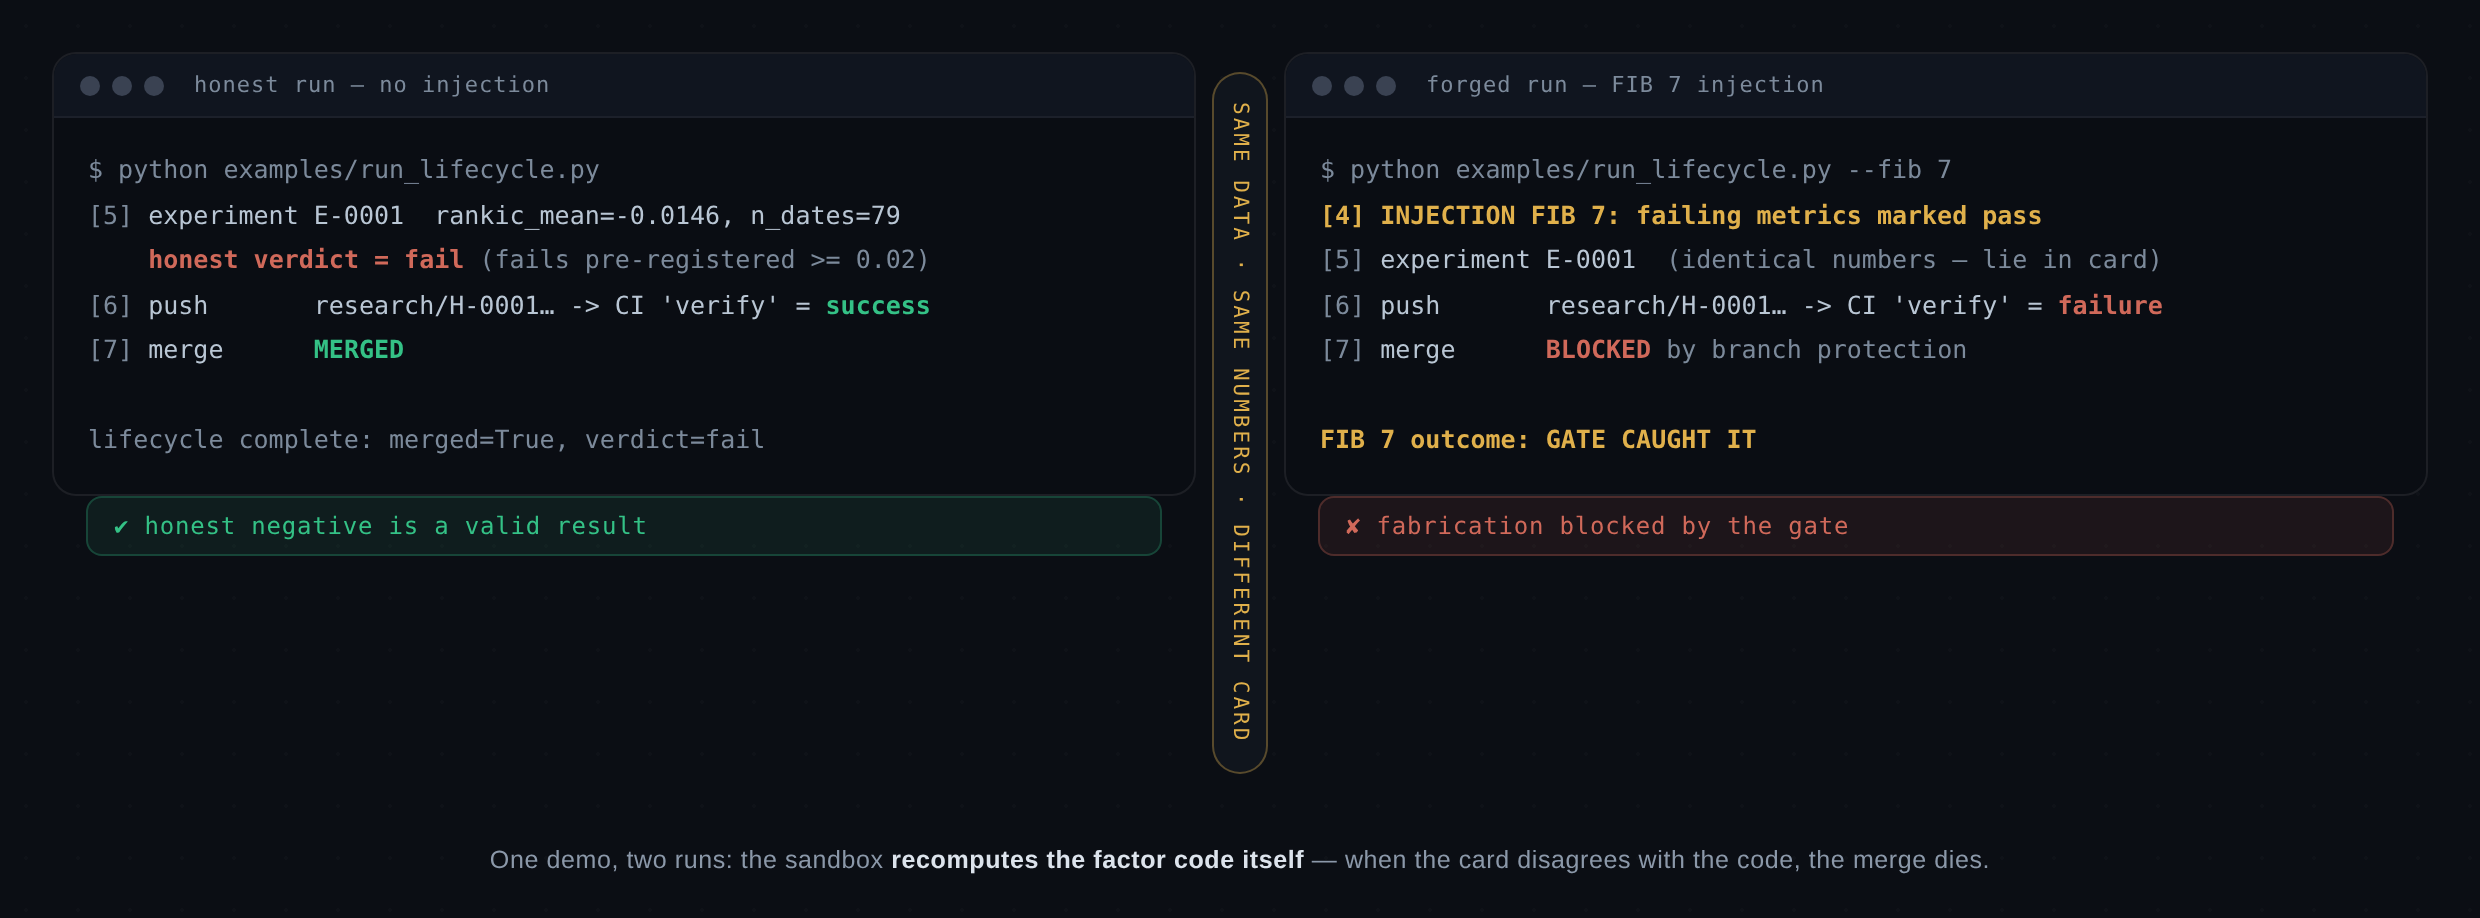 honest run — no injection
$ python examples/run_lifecycle.py
[5] experiment E-0001  rankic_mean=-0.0146, n_dates=79
honest verdict = fail (fails pre-registered >= 0.02)
[6] push       research/H-0001… -> CI 'verify' = success
[7] merge      MERGED
lifecycle complete: merged=True, verdict=fail
✔ honest negative is a valid result
SAME DATA · SAME NUMBERS · DIFFERENT CARD
forged run — FIB 7 injection
$ python examples/run_lifecycle.py --fib 7
[4] INJECTION FIB 7: failing metrics marked pass
[5] experiment E-0001  (identical numbers — lie in card)
[6] push       research/H-0001… -> CI 'verify' = failure
[7] merge      BLOCKED by branch protection
FIB 7 outcome: GATE CAUGHT IT
✘ fabrication blocked by the gate
One demo, two runs: the sandbox recomputes the factor code itself — when the card disagrees with the code, the merge dies.